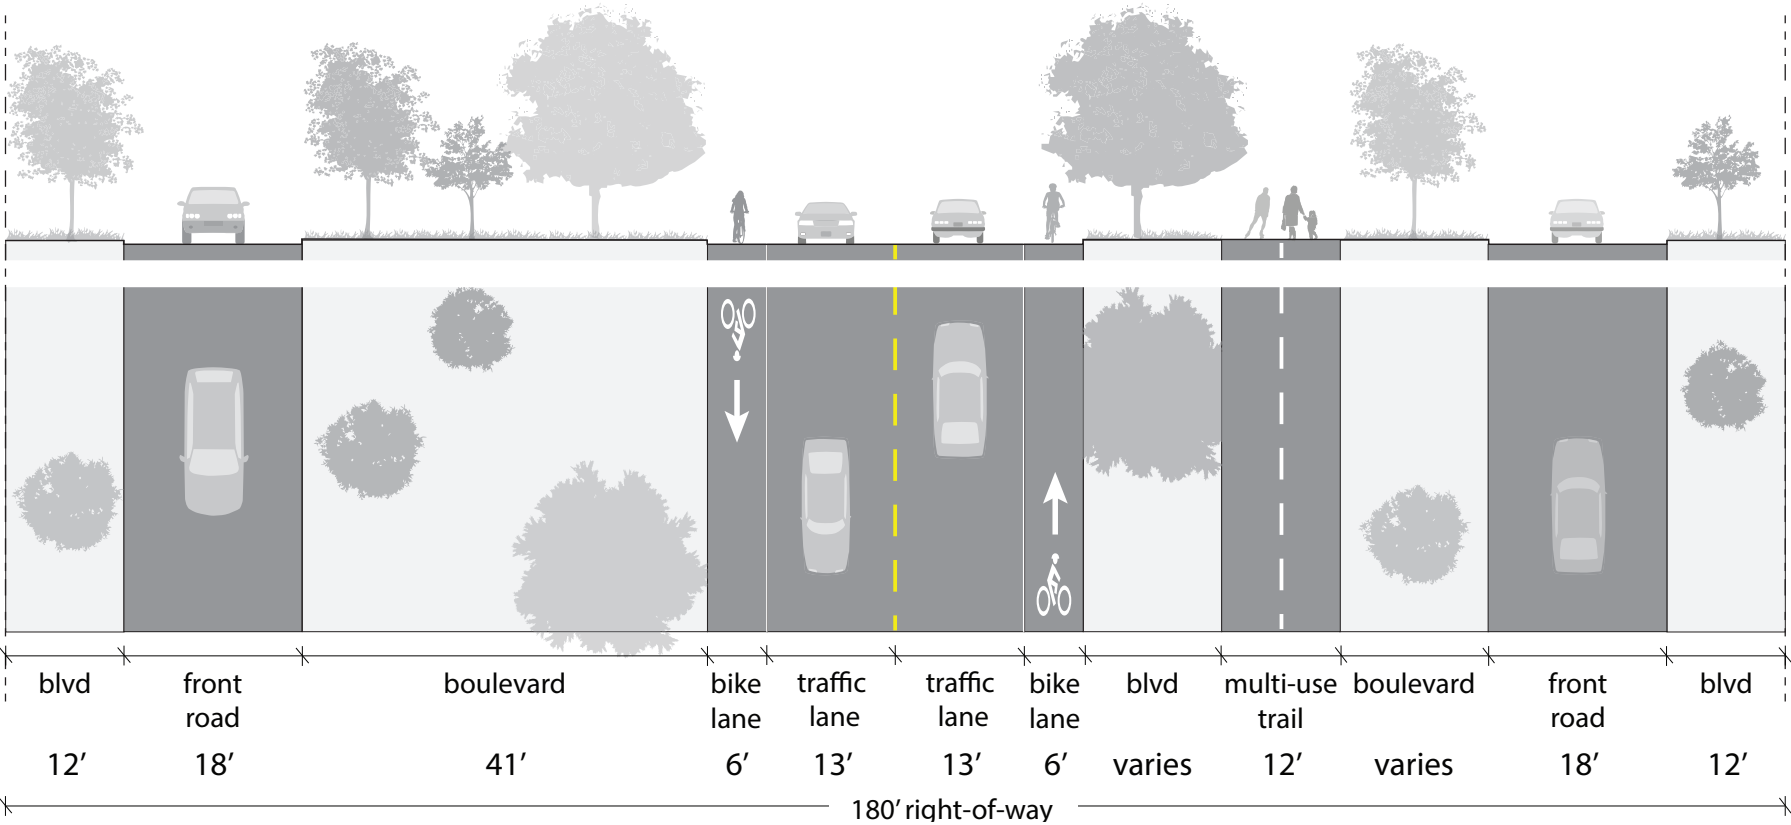 blvd
front
road
boulevard
bike
lane
traffic
lane
traffic
lane
bike
lane
blvd
multi-use
trail
boulevard
front
road
blvd
12’
18’
41’
6’
13’
13’
6’
varies
12’
varies
18’
12’
180’ right-of-way